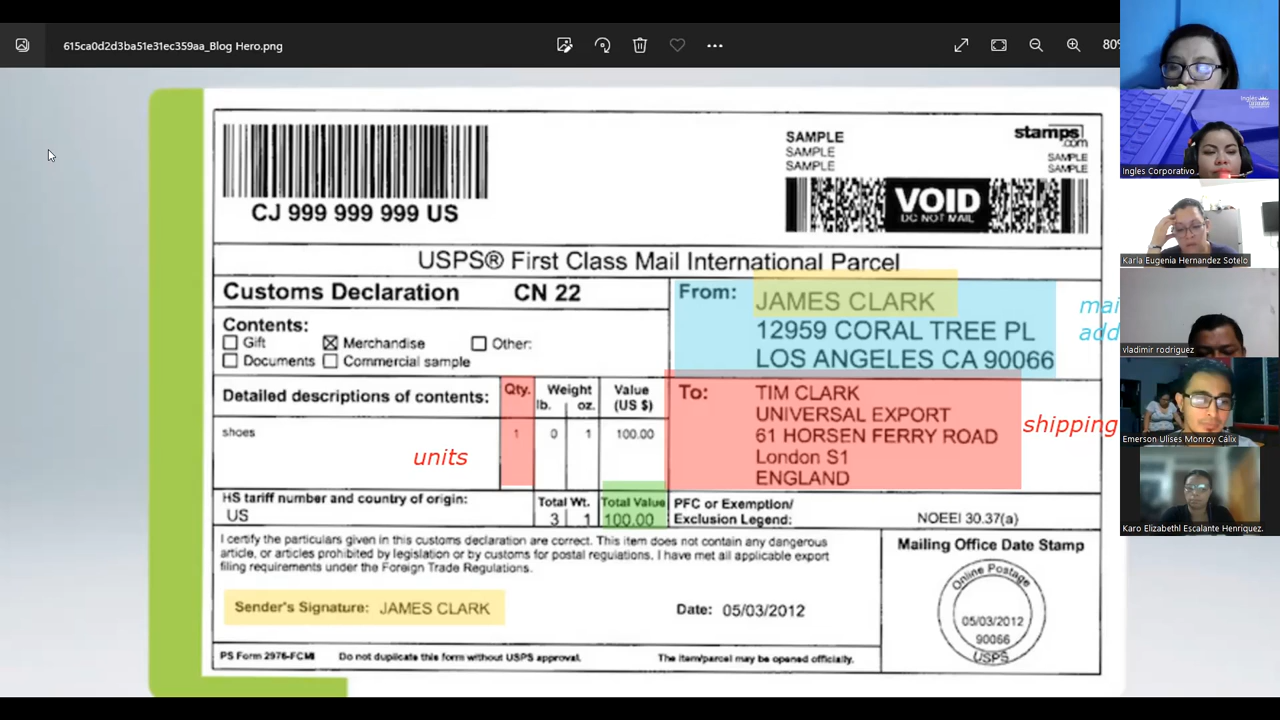 615ca0d2d3ba51e31ec359aa_Blog Hero.png
80%
CJ 999 999 999 US
SAMPLE
SAMPLE
SAMPLE
stamps
.com
SAMPLE
SAMPLE
VOID
DO NOT MAIL
USPS® First Class Mail International Parcel
Customs Declaration CN 22
Contents:
Gift Merchandise Other:
Documents Commercial sample
From: JAMES CLARK
12959 CORAL TREE PL
LOS ANGELES CA 90066
mai
add
Detailed descriptions of contents: Qty. Weight Value
lb. oz. (US $)
shoes 1 0 1 100.00
units
To: TIM CLARK
UNIVERSAL EXPORT
61 HORSEN FERRY ROAD
London S1
ENGLAND
shipping
HS tariff number and country of origin: Total Wt. Total Value
US 3 1 100.00
PFC or Exemption/
Exclusion Legend: NOEEI 30.37(a)
I certify the particulars given in this customs declaration are correct. This item does not contain any dangerous
article, or articles prohibited by legislation or by customs for postal regulations. I have met all applicable export
filing requirements under the Foreign Trade Regulations.
Sender's Signature: JAMES CLARK Date: 05/03/2012
Mailing Office Date Stamp
Online Postage
05/03/2012
90066
USPS
PS Form 2976-FCMI Do not duplicate this form without USPS approval. The item/parcel may be opened officially.
Ingles Corporativo
Karla Eugenia Hernandez Sotelo
vladimir rodriguez
Emerson Ulises Monroy Cálix
Karo Elizabethl Escalante Henriquez.